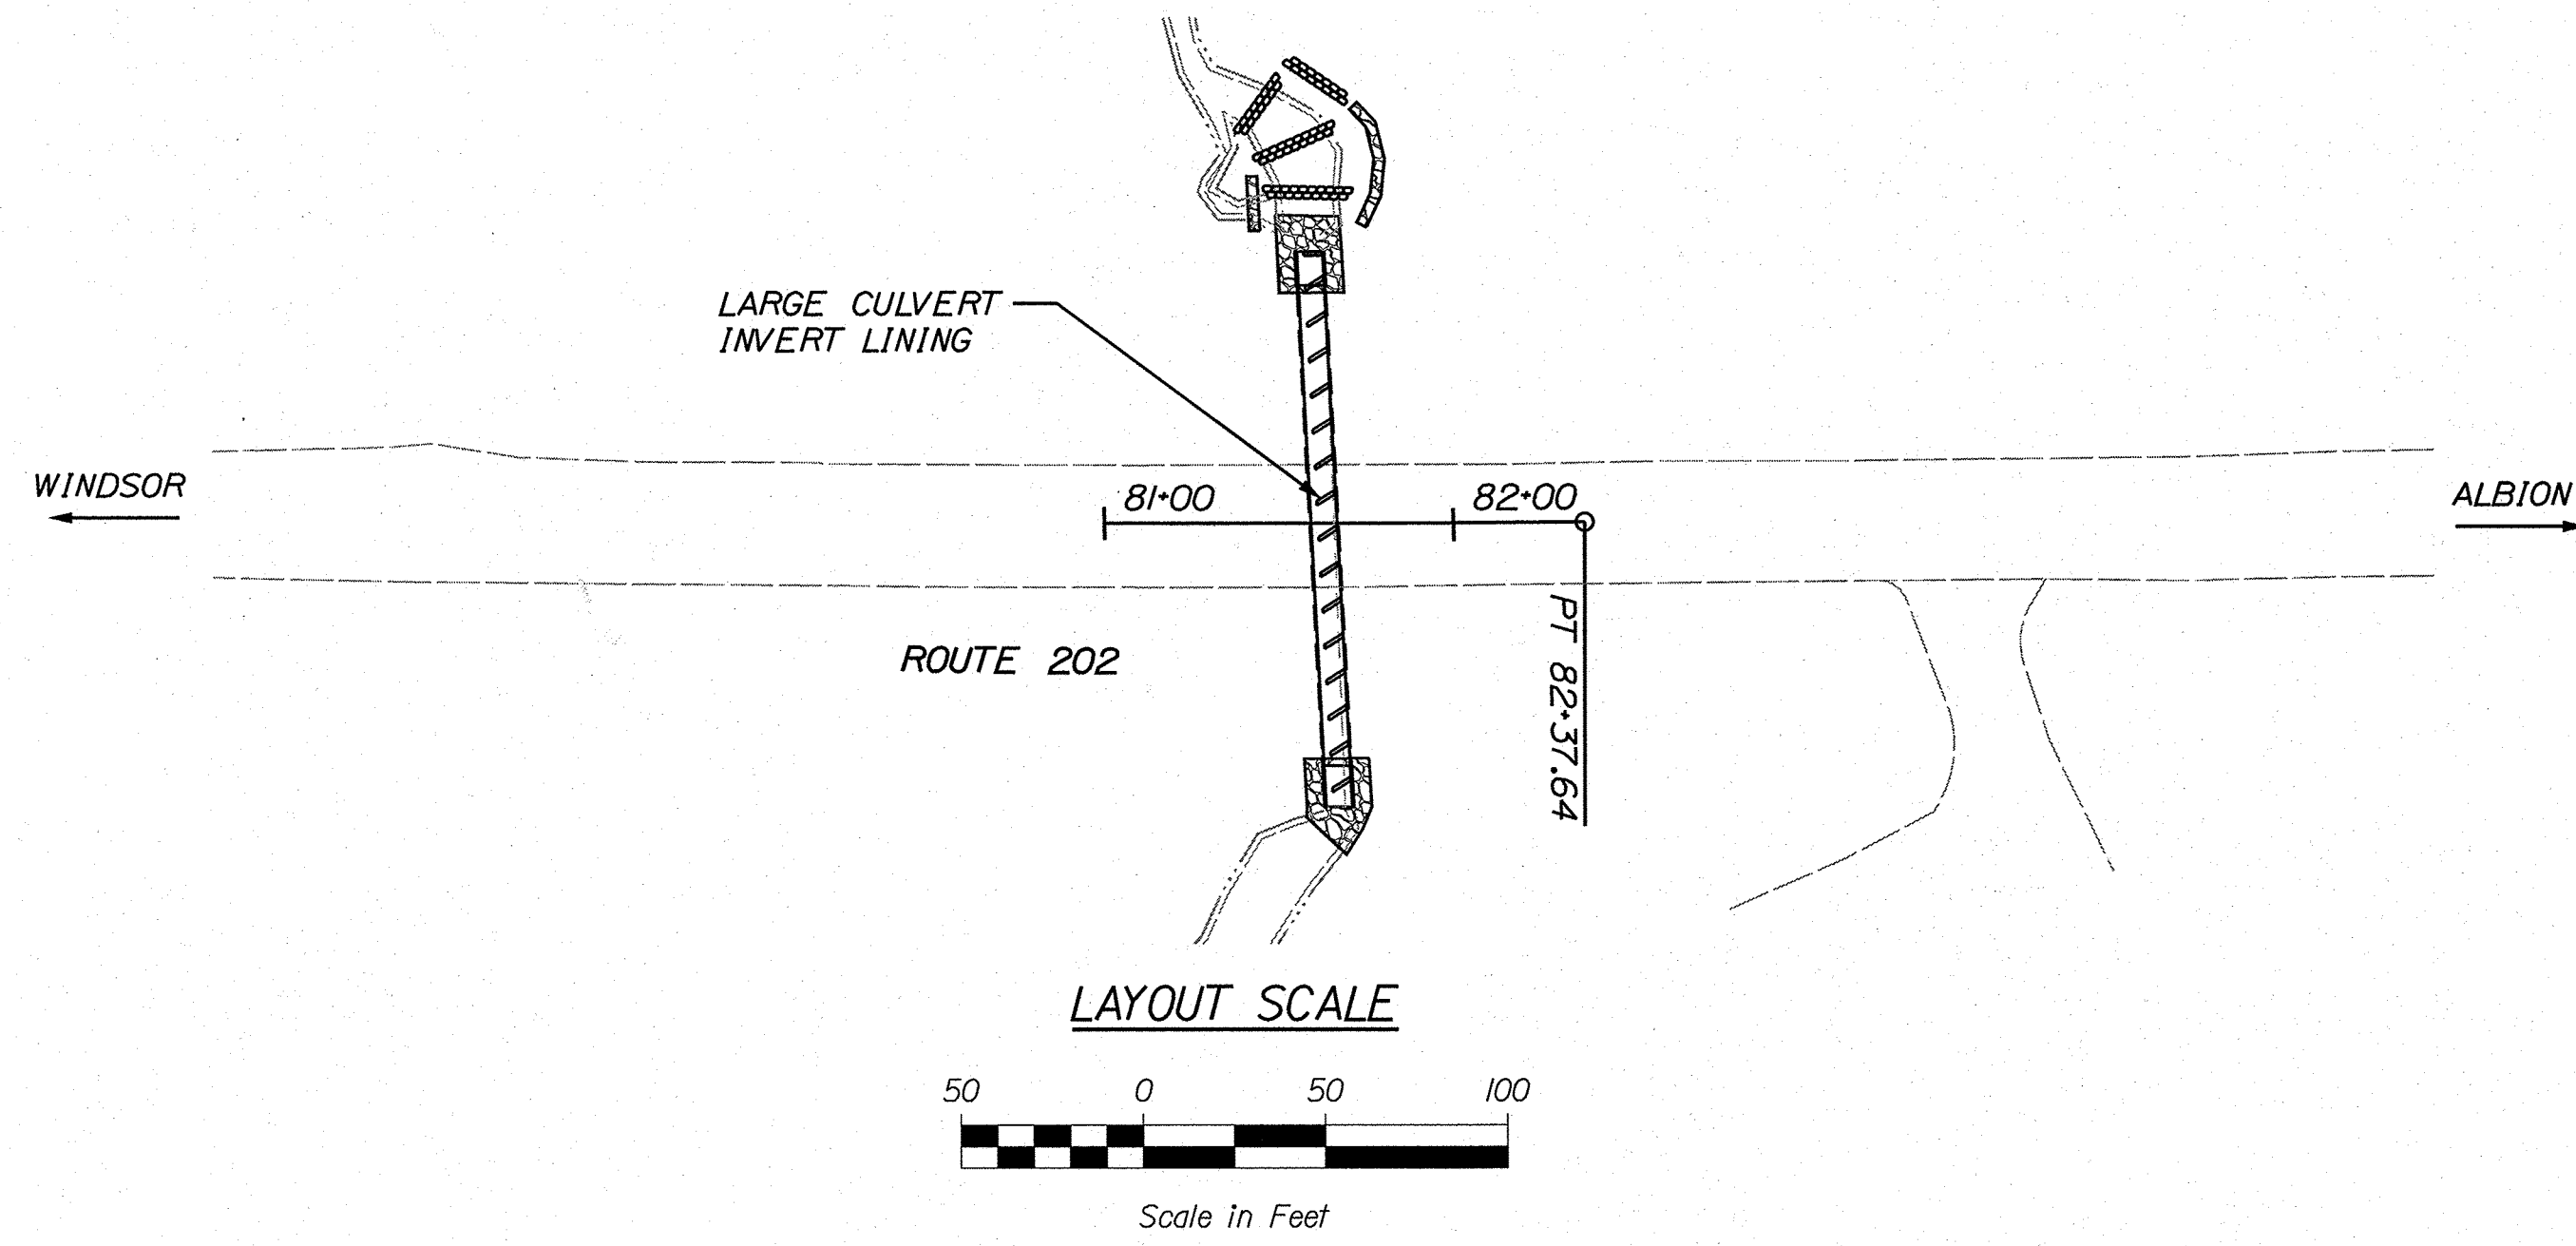 LARGE CULVERT
INVERT LINING
WINDSOR
81+00
82+00
ALBION
PT 82+37.64
ROUTE 202
LAYOUT SCALE
50 0 50 100
Scale in Feet